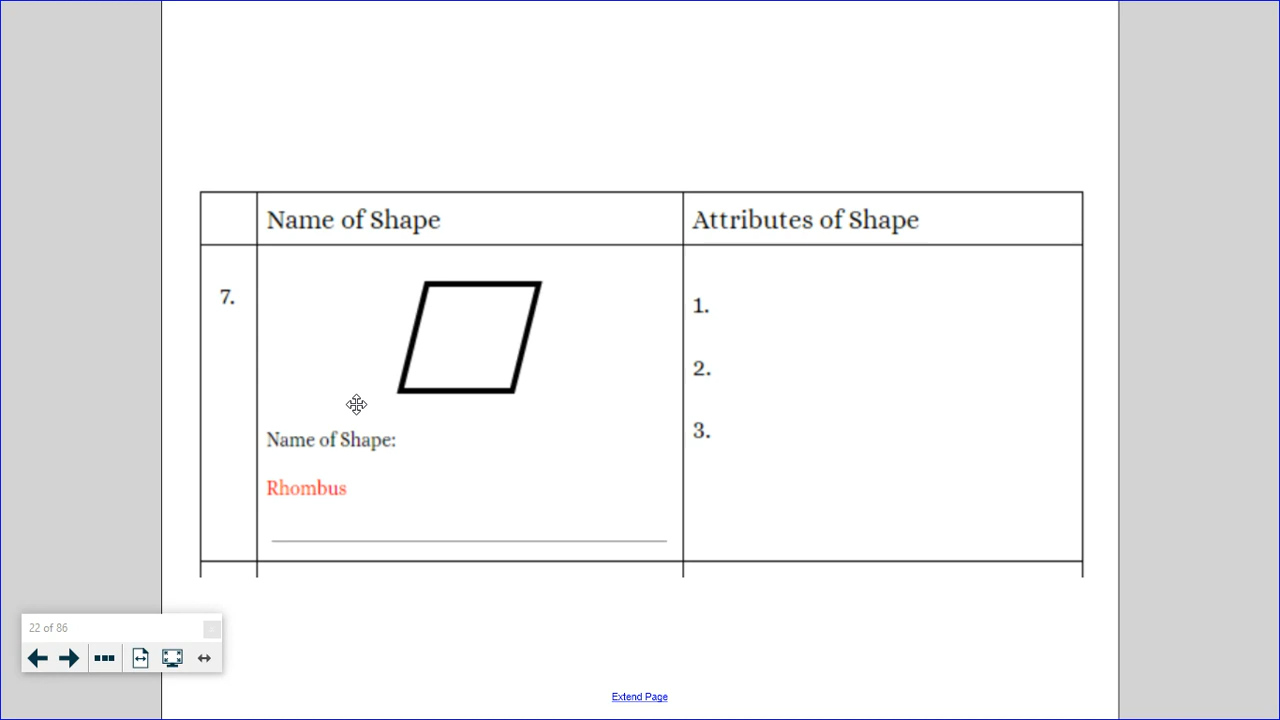 Name of Shape
Attributes of Shape
7.
Name of Shape:
Rhombus
1.
2.
3.
22 of 86
Extend Page